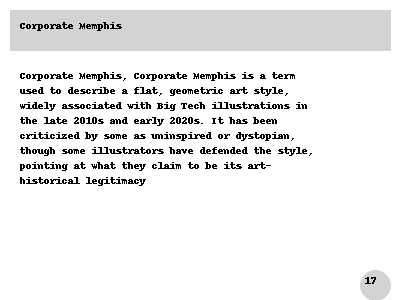 Corporate Memphis
Corporate Memphis, Corporate Memphis is a term
used to describe a flat, geometric art style,
widely associated with Big Tech illustrations in
the late 2010s and early 2020s. It has been
criticized by some as uninspired or dystopian,
though some illustrators have defended the style,
pointing at what they claim to be its art-
historical legitimacy
17